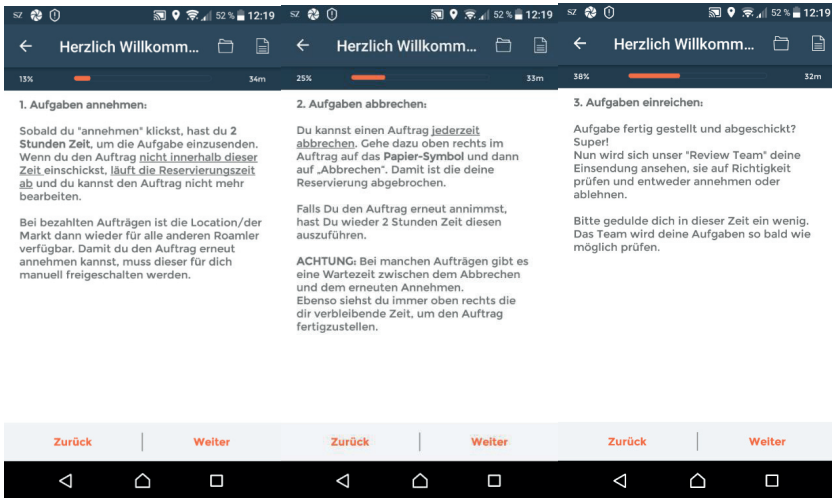 SZ 52 % 12:19
Herzlich Willkomm...
13% 34m
1. Aufgaben annehmen:
Sobald du "annehmen" klickst, hast du 2
Stunden Zeit, um die Aufgabe einzusenden.
Wenn du den Auftrag nicht innerhalb dieser
Zeit einschickst, läuft die Reservierungszeit
ab und du kannst den Auftrag nicht mehr
bearbeiten.
Bei bezahlten Aufträgen ist die Location/der
Markt dann wieder für alle anderen Roamler
verfügbar. Damit du den Auftrag erneut
annehmen kannst, muss dieser für dich
manuell freigeschalten werden.
Zurück Weiter
SZ 52 % 12:19
Herzlich Willkomm...
25% 33m
2. Aufgaben abbrechen:
Du kannst einen Auftrag jederzeit
abbrechen. Gehe dazu oben rechts im
Auftrag auf das Papier-Symbol und dann
auf „Abbrechen“. Damit ist die deine
Reservierung abgebrochen.
Falls Du den Auftrag erneut annimmst,
hast Du wieder 2 Stunden Zeit diesen
auszuführen.
ACHTUNG: Bei manchen Aufträgen gibt es
eine Wartezeit zwischen dem Abbrechen
und dem erneuten Annehmen.
Ebenso siehst du immer oben rechts die
dir verbleibende Zeit, um den Auftrag
fertigzustellen.
Zurück Weiter
SZ 52 % 12:19
Herzlich Willkomm...
38% 32m
3. Aufgaben einreichen:
Aufgabe fertig gestellt und abgeschickt?
Super!
Nun wird sich unser "Review Team" deine
Einsendung ansehen, sie auf Richtigkeit
prüfen und entweder annehmen oder
ablehnen.
Bitte gedulde dich in dieser Zeit ein wenig.
Das Team wird deine Aufgaben so bald wie
möglich prüfen.
Zurück Weiter